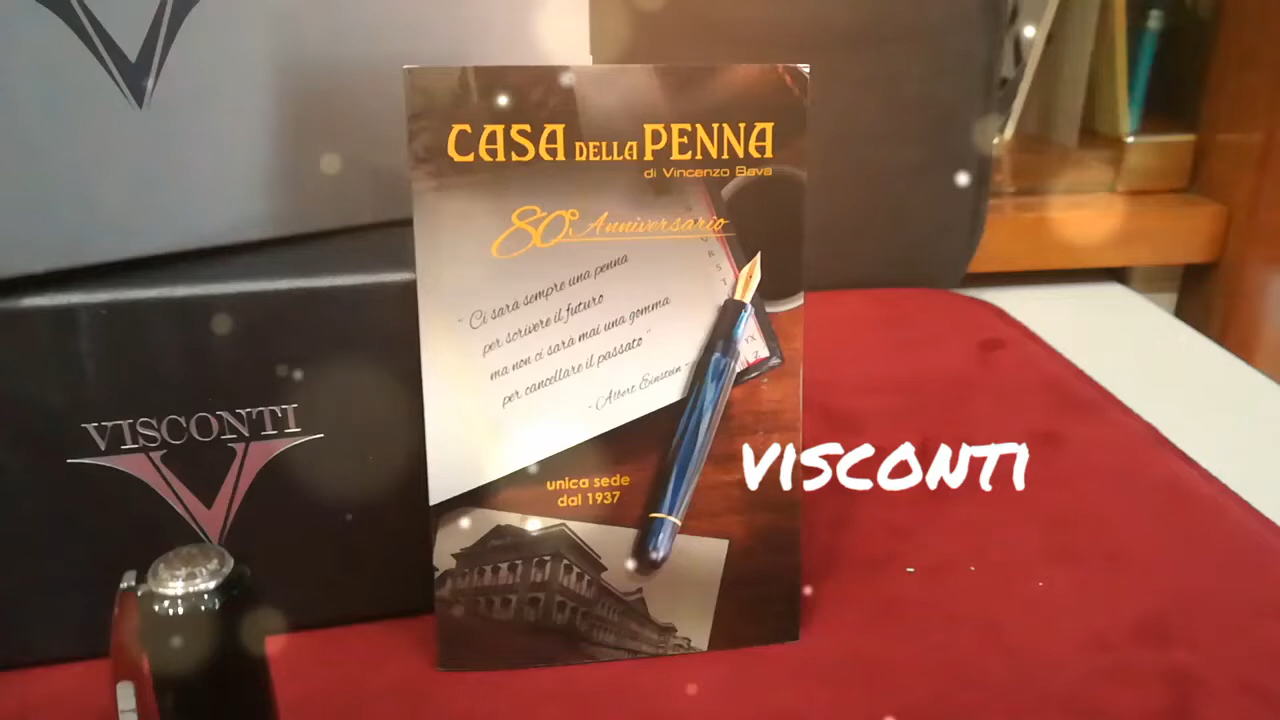 CASA DELLA PENNA
di Vincenzo Bava
80° Anniversario
"Ci sarà sempre una penna
per scrivere il futuro
ma non ci sarà mai una gomma
per cancellare il passato"
- Albert Einstein -
R
S
T
YX
Z
unica sede
dal 1937
VISCONTI
VISCONTI